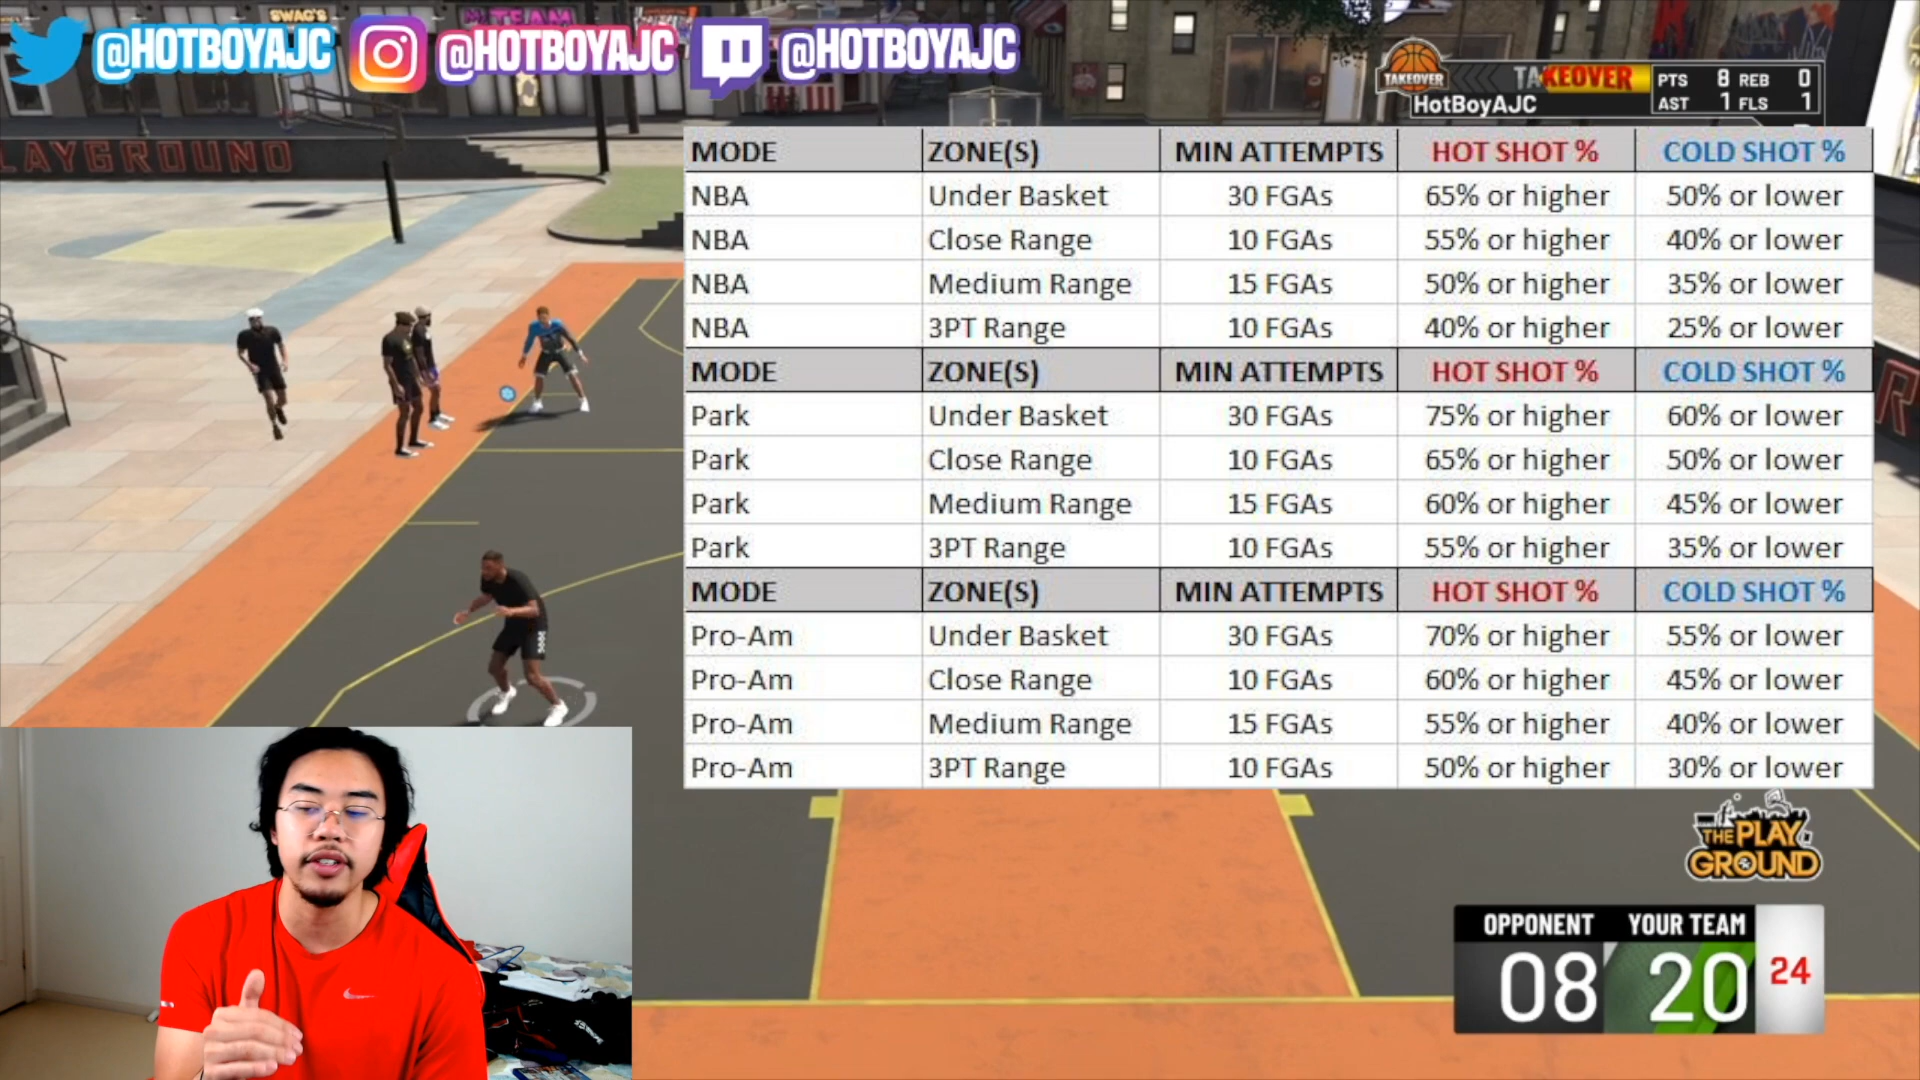 SWAG'S
@HOTBOYAJC @HOTBOYAJC @HOTBOYAJC
TAKEOVER TAKEOVER PTS 8 REB 0
HotBoyAJC AST 1 FLS 1
PLAYGROUND
MODE ZONE(S) MIN ATTEMPTS HOT SHOT % COLD SHOT %
NBA Under Basket 30 FGAs 65% or higher 50% or lower
NBA Close Range 10 FGAs 55% or higher 40% or lower
NBA Medium Range 15 FGAs 50% or higher 35% or lower
NBA 3PT Range 10 FGAs 40% or higher 25% or lower
MODE ZONE(S) MIN ATTEMPTS HOT SHOT % COLD SHOT %
Park Under Basket 30 FGAs 75% or higher 60% or lower
Park Close Range 10 FGAs 65% or higher 50% or lower
Park Medium Range 15 FGAs 60% or higher 45% or lower
Park 3PT Range 10 FGAs 55% or higher 35% or lower
MODE ZONE(S) MIN ATTEMPTS HOT SHOT % COLD SHOT %
Pro-Am Under Basket 30 FGAs 70% or higher 55% or lower
Pro-Am Close Range 10 FGAs 60% or higher 45% or lower
Pro-Am Medium Range 15 FGAs 55% or higher 40% or lower
Pro-Am 3PT Range 10 FGAs 50% or higher 30% or lower
THE PLAY
GROUND
OPPONENT YOUR TEAM
08 20 24